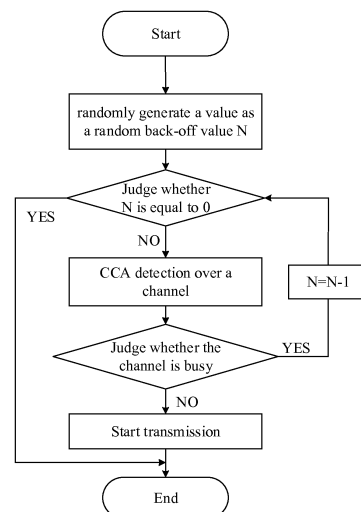 Start
randomly generate a value as
a random back-off value N
Judge whether
N is equal to 0
YES
NO
CCA detection over a
channel
N=N-1
Judge whether the
channel is busy
YES
NO
Start transmission
End